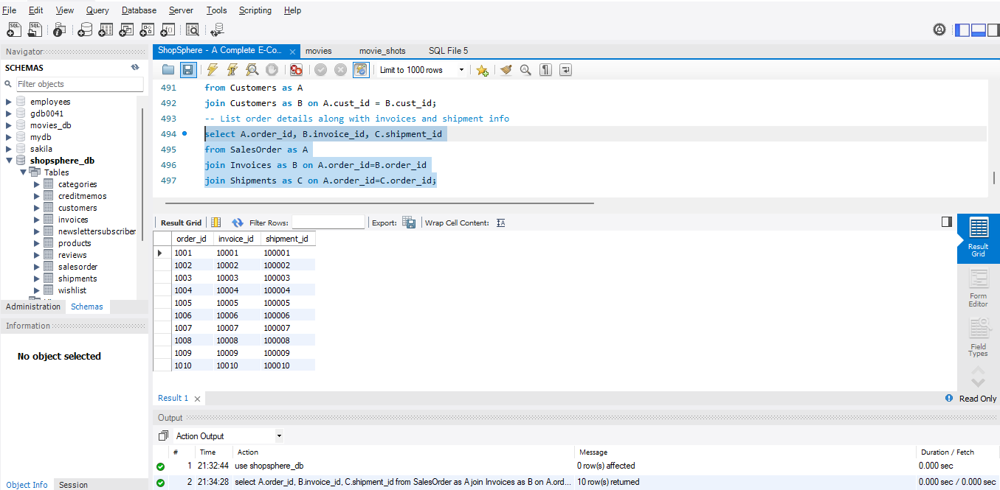 File Edit View Query Database Server Tools Scripting Help
Navigator
SCHEMAS
Filter objects
employees
gdb0041
movies_db
mydb
sakila
shopsphere_db
Tables
categories
creditmemos
customers
invoices
newslettersubscriber
products
reviews
salesorder
shipments
wishlist
Administration Schemas
Information
No object selected
Object Info Session
ShopSphere - A Complete E-Co... movies movie_shots SQL File 5
Limit to 1000 rows
491 from Customers as A
492 join Customers as B on A.cust_id = B.cust_id;
493 -- List order details along with invoices and shipment info
494 select A.order_id, B.invoice_id, C.shipment_id
495 from SalesOrder as A
496 join Invoices as B on A.order_id=B.order_id
497 join Shipments as C on A.order_id=C.order_id;
Result Grid Filter Rows: Export: Wrap Cell Content:
order_id invoice_id shipment_id
1001 10001 100001
1002 10002 100002
1003 10003 100003
1004 10004 100004
1005 10005 100005
1006 10006 100006
1007 10007 100007
1008 10008 100008
1009 10009 100009
1010 10010 100010
Result
Grid
Form
Editor
Field
Types
Result 1
Read Only
Output
Action Output
# Time Action Message Duration / Fetch
1 21:32:44 use shopsphere_db 0 row(s) affected 0.000 sec
2 21:34:28 select A.order_id, B.invoice_id, C.shipment_id from SalesOrder as A join Invoices as B on A.ord... 10 row(s) returned 0.000 sec / 0.000 sec